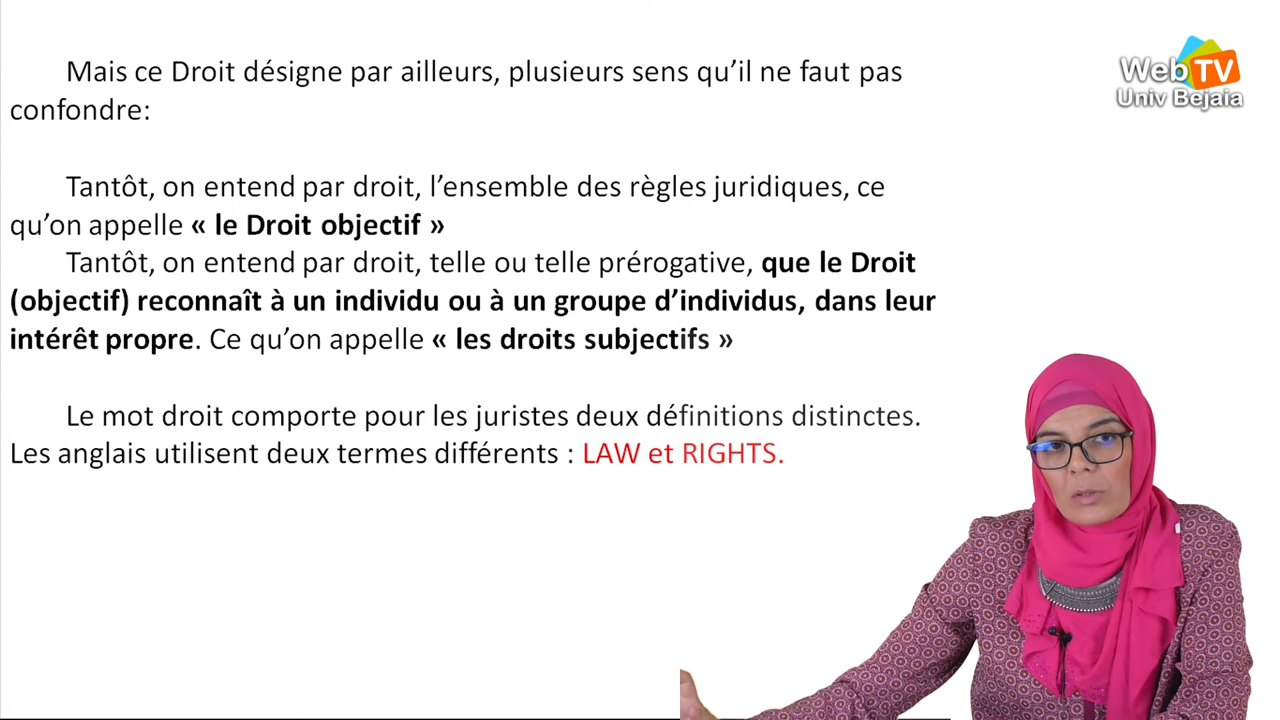 Mais ce Droit désigne par ailleurs, plusieurs sens qu’il ne faut pas
confondre:
Tantôt, on entend par droit, l’ensemble des règles juridiques, ce
qu’on appelle « le Droit objectif »
Tantôt, on entend par droit, telle ou telle prérogative, que le Droit
(objectif) reconnaît à un individu ou à un groupe d’individus, dans leur
intérêt propre. Ce qu’on appelle « les droits subjectifs »
Le mot droit comporte pour les juristes deux définitions distinctes.
Les anglais utilisent deux termes différents : LAW et RIGHTS.
Web TV
Univ Bejaia